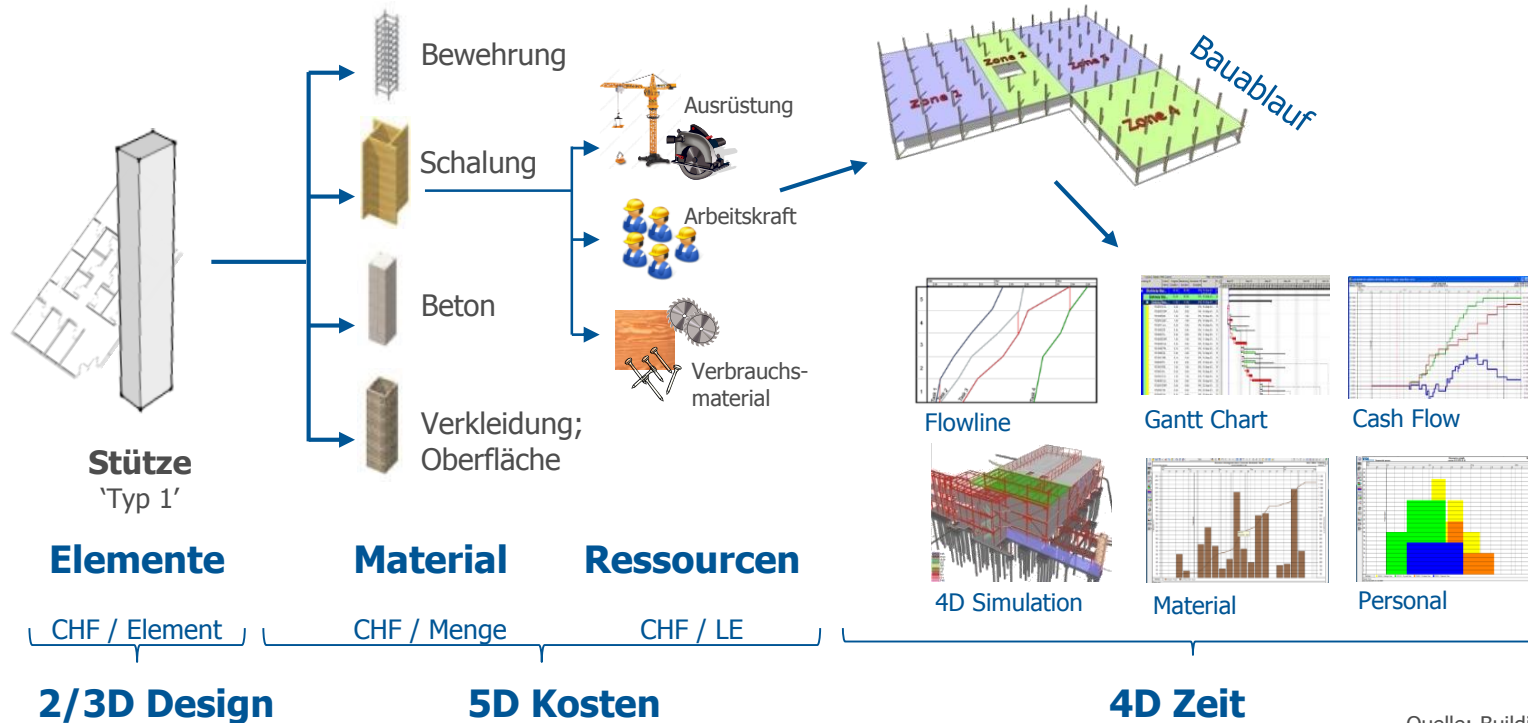 Bewehrung
Schalung
Beton
Verkleidung;
Oberfläche
Stütze
‘Typ 1’
Ausrüstung
Arbeitskraft
Verbrauchs-
material
Zone 1
Zone 2
Zone 3
Zone 4
Bauablauf
Flowline
Gantt Chart
Cash Flow
4D Simulation
Material
Personal
Elemente
Material
Ressourcen
CHF / Element
CHF / Menge
CHF / LE
2/3D Design
5D Kosten
4D Zeit
Quelle: